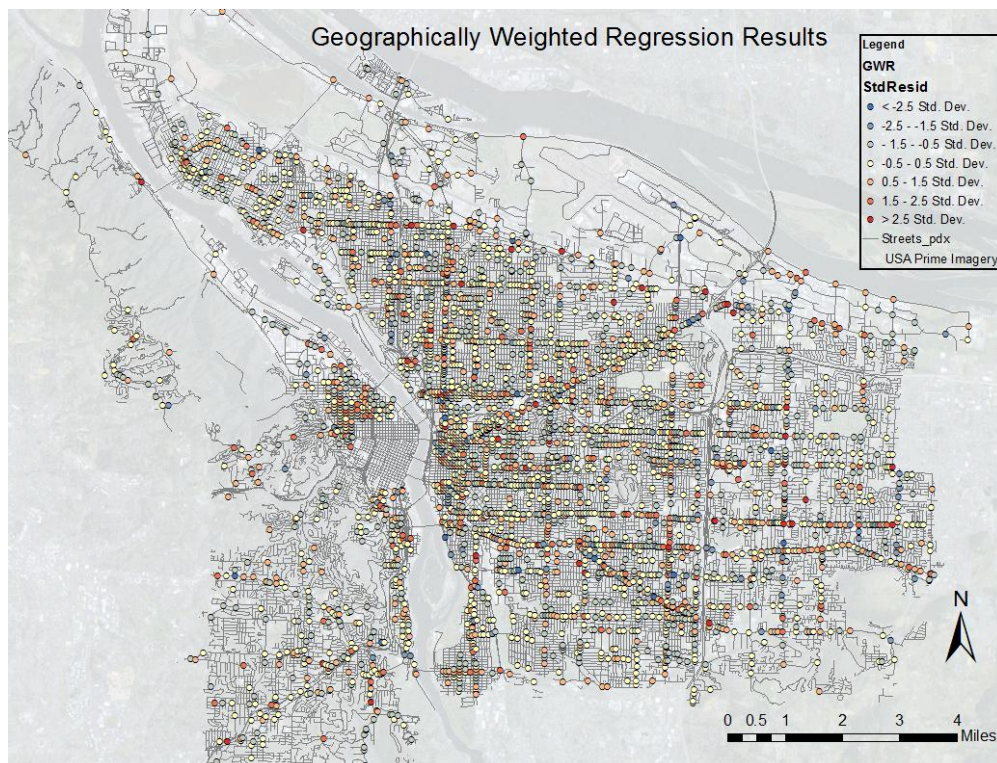 Geographically Weighted Regression Results
Legend
GWR
StdResid
< -2.5 Std. Dev.
-2.5 - -1.5 Std. Dev.
-1.5 - -0.5 Std. Dev.
-0.5 - 0.5 Std. Dev.
0.5 - 1.5 Std. Dev.
1.5 - 2.5 Std. Dev.
> 2.5 Std. Dev.
Streets_pdx
USA Prime Imagery
N
0 0.5 1 2 3 4
Miles